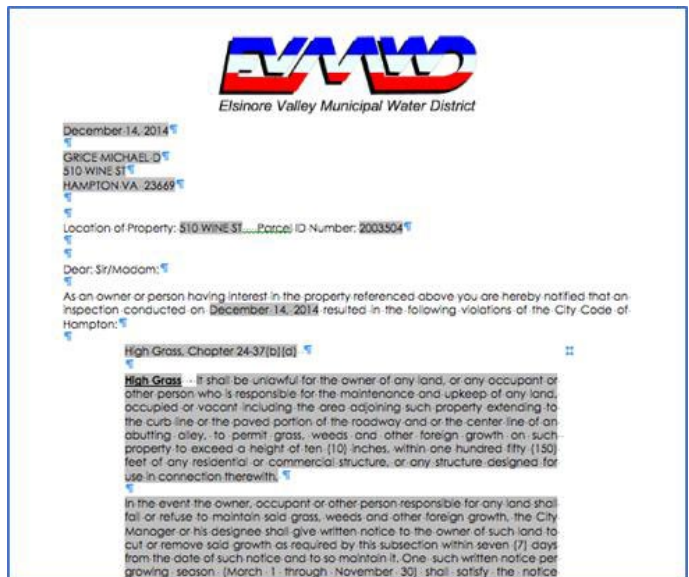 EVMWD
Elsinore Valley Municipal Water District
December 14, 2014¶
¶
GRICE MICHAEL D¶
510 WINE ST¶
HAMPTON VA 23669¶
¶
¶
Location of Property: 510 WINE ST Parcel ID Number: 2003504¶
¶
¶
Dear: Sir/Madam:¶
¶
As an owner or person having interest in the property referenced above you are hereby notified that an
inspection conducted on December 14, 2014 resulted in the following violations of the City Code of
Hampton:¶
¶
High Grass, Chapter 24-37(b)(a) ¶
¶
High Grass It shall be unlawful for the owner of any land, or any occupant or
other person who is responsible for the maintenance and upkeep of any land,
occupied or vacant including the area adjoining such property extending to
the curb line or the paved portion of the roadway and or the center line of an
abutting alley, to permit grass, weeds and other foreign growth on such
property to exceed a height of ten (10) inches, within one hundred fifty (150)
feet of any residential or commercial structure, or any structure designed for
use in connection therewith. ¶
¶
In the event the owner, occupant or other person responsible for any land shall
fail or refuse to maintain said grass, weeds and other foreign growth, the City
Manager or his designee shall give written notice to the owner of such land to
cut or remove said growth as required by this subsection within seven (7) days
from the date of such notice and to so maintain it. One such written notice per
growing season (March 1 through November 30) shall satisfy the notice